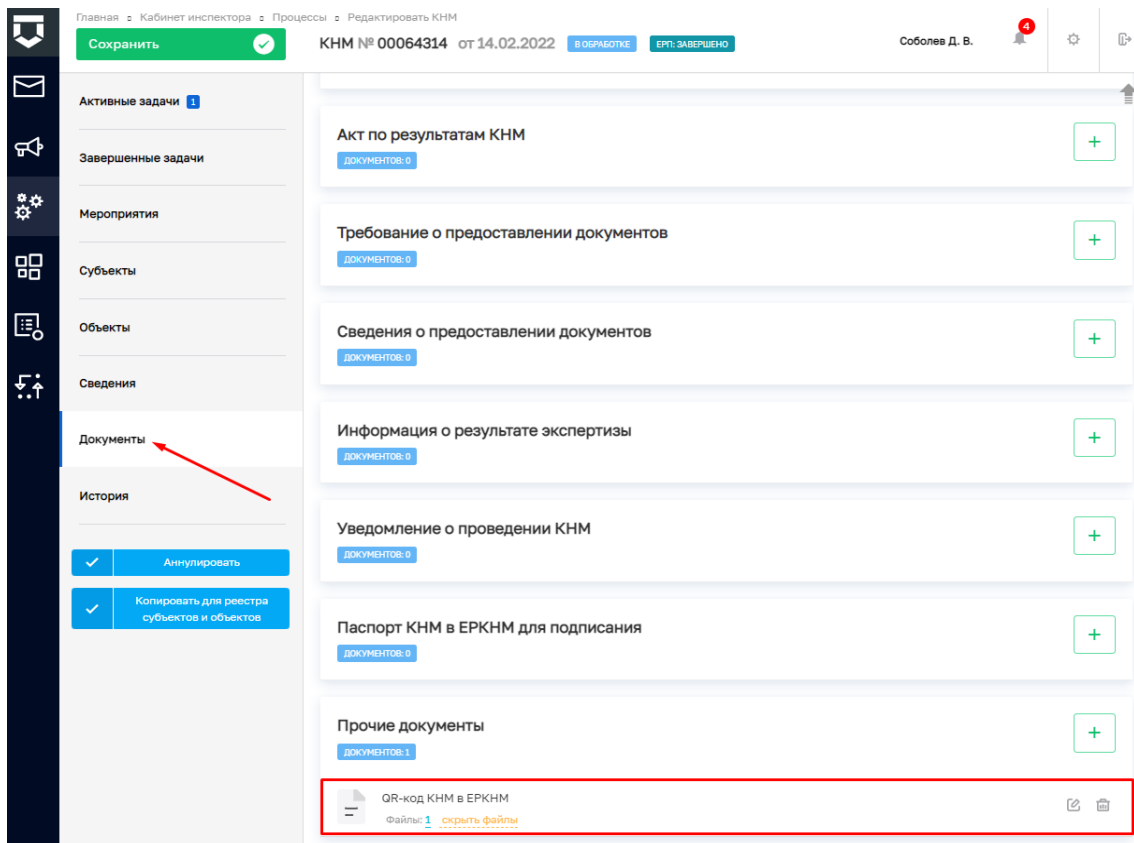 Главная › Кабинет инспектора › Процессы › Редактировать КНМ
Сохранить
КНМ № 00064314 от 14.02.2022 В ОБРАБОТКЕ ЕРП: ЗАВЕРШЕНО
Соболев Д. В.
4
Активные задачи 1
Завершенные задачи
Мероприятия
Субъекты
Объекты
Сведения
Документы
История
Аннулировать
Копировать для реестра
субъектов и объектов
Акт по результатам КНМ
ДОКУМЕНТОВ: 0
Требование о предоставлении документов
ДОКУМЕНТОВ: 0
Сведения о предоставлении документов
ДОКУМЕНТОВ: 0
Информация о результате экспертизы
ДОКУМЕНТОВ: 0
Уведомление о проведении КНМ
ДОКУМЕНТОВ: 0
Паспорт КНМ в ЕРКНМ для подписания
ДОКУМЕНТОВ: 0
Прочие документы
ДОКУМЕНТОВ: 1
QR-код КНМ в ЕРКНМ
Файлы: 1 скрыть файлы